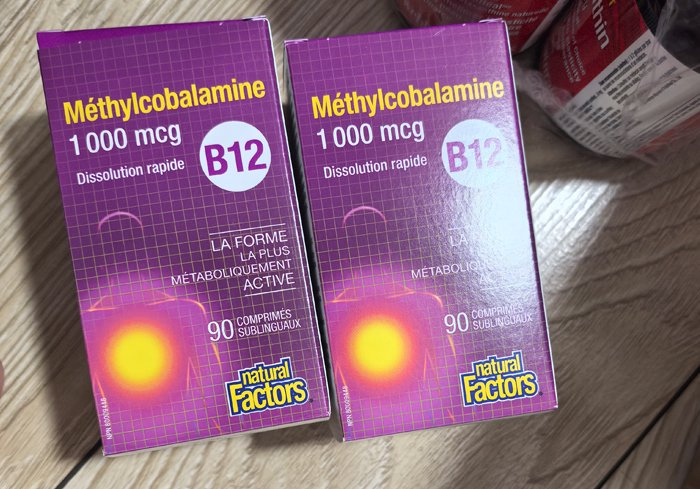 Méthylcobalamine
1 000 mcg
Dissolution rapide
B12
LA FORME
LA PLUS
MÉTABOLIQUEMENT
ACTIVE
90 COMPRIMÉS
SUBLINGUAUX
natural
Factors
Méthylcobalamine
1 000 mcg
Dissolution rapide
B12
LA
MÉTABOLIQ
90 COMPRIMÉS
SUBLINGUAUX
natural
Factors
thin